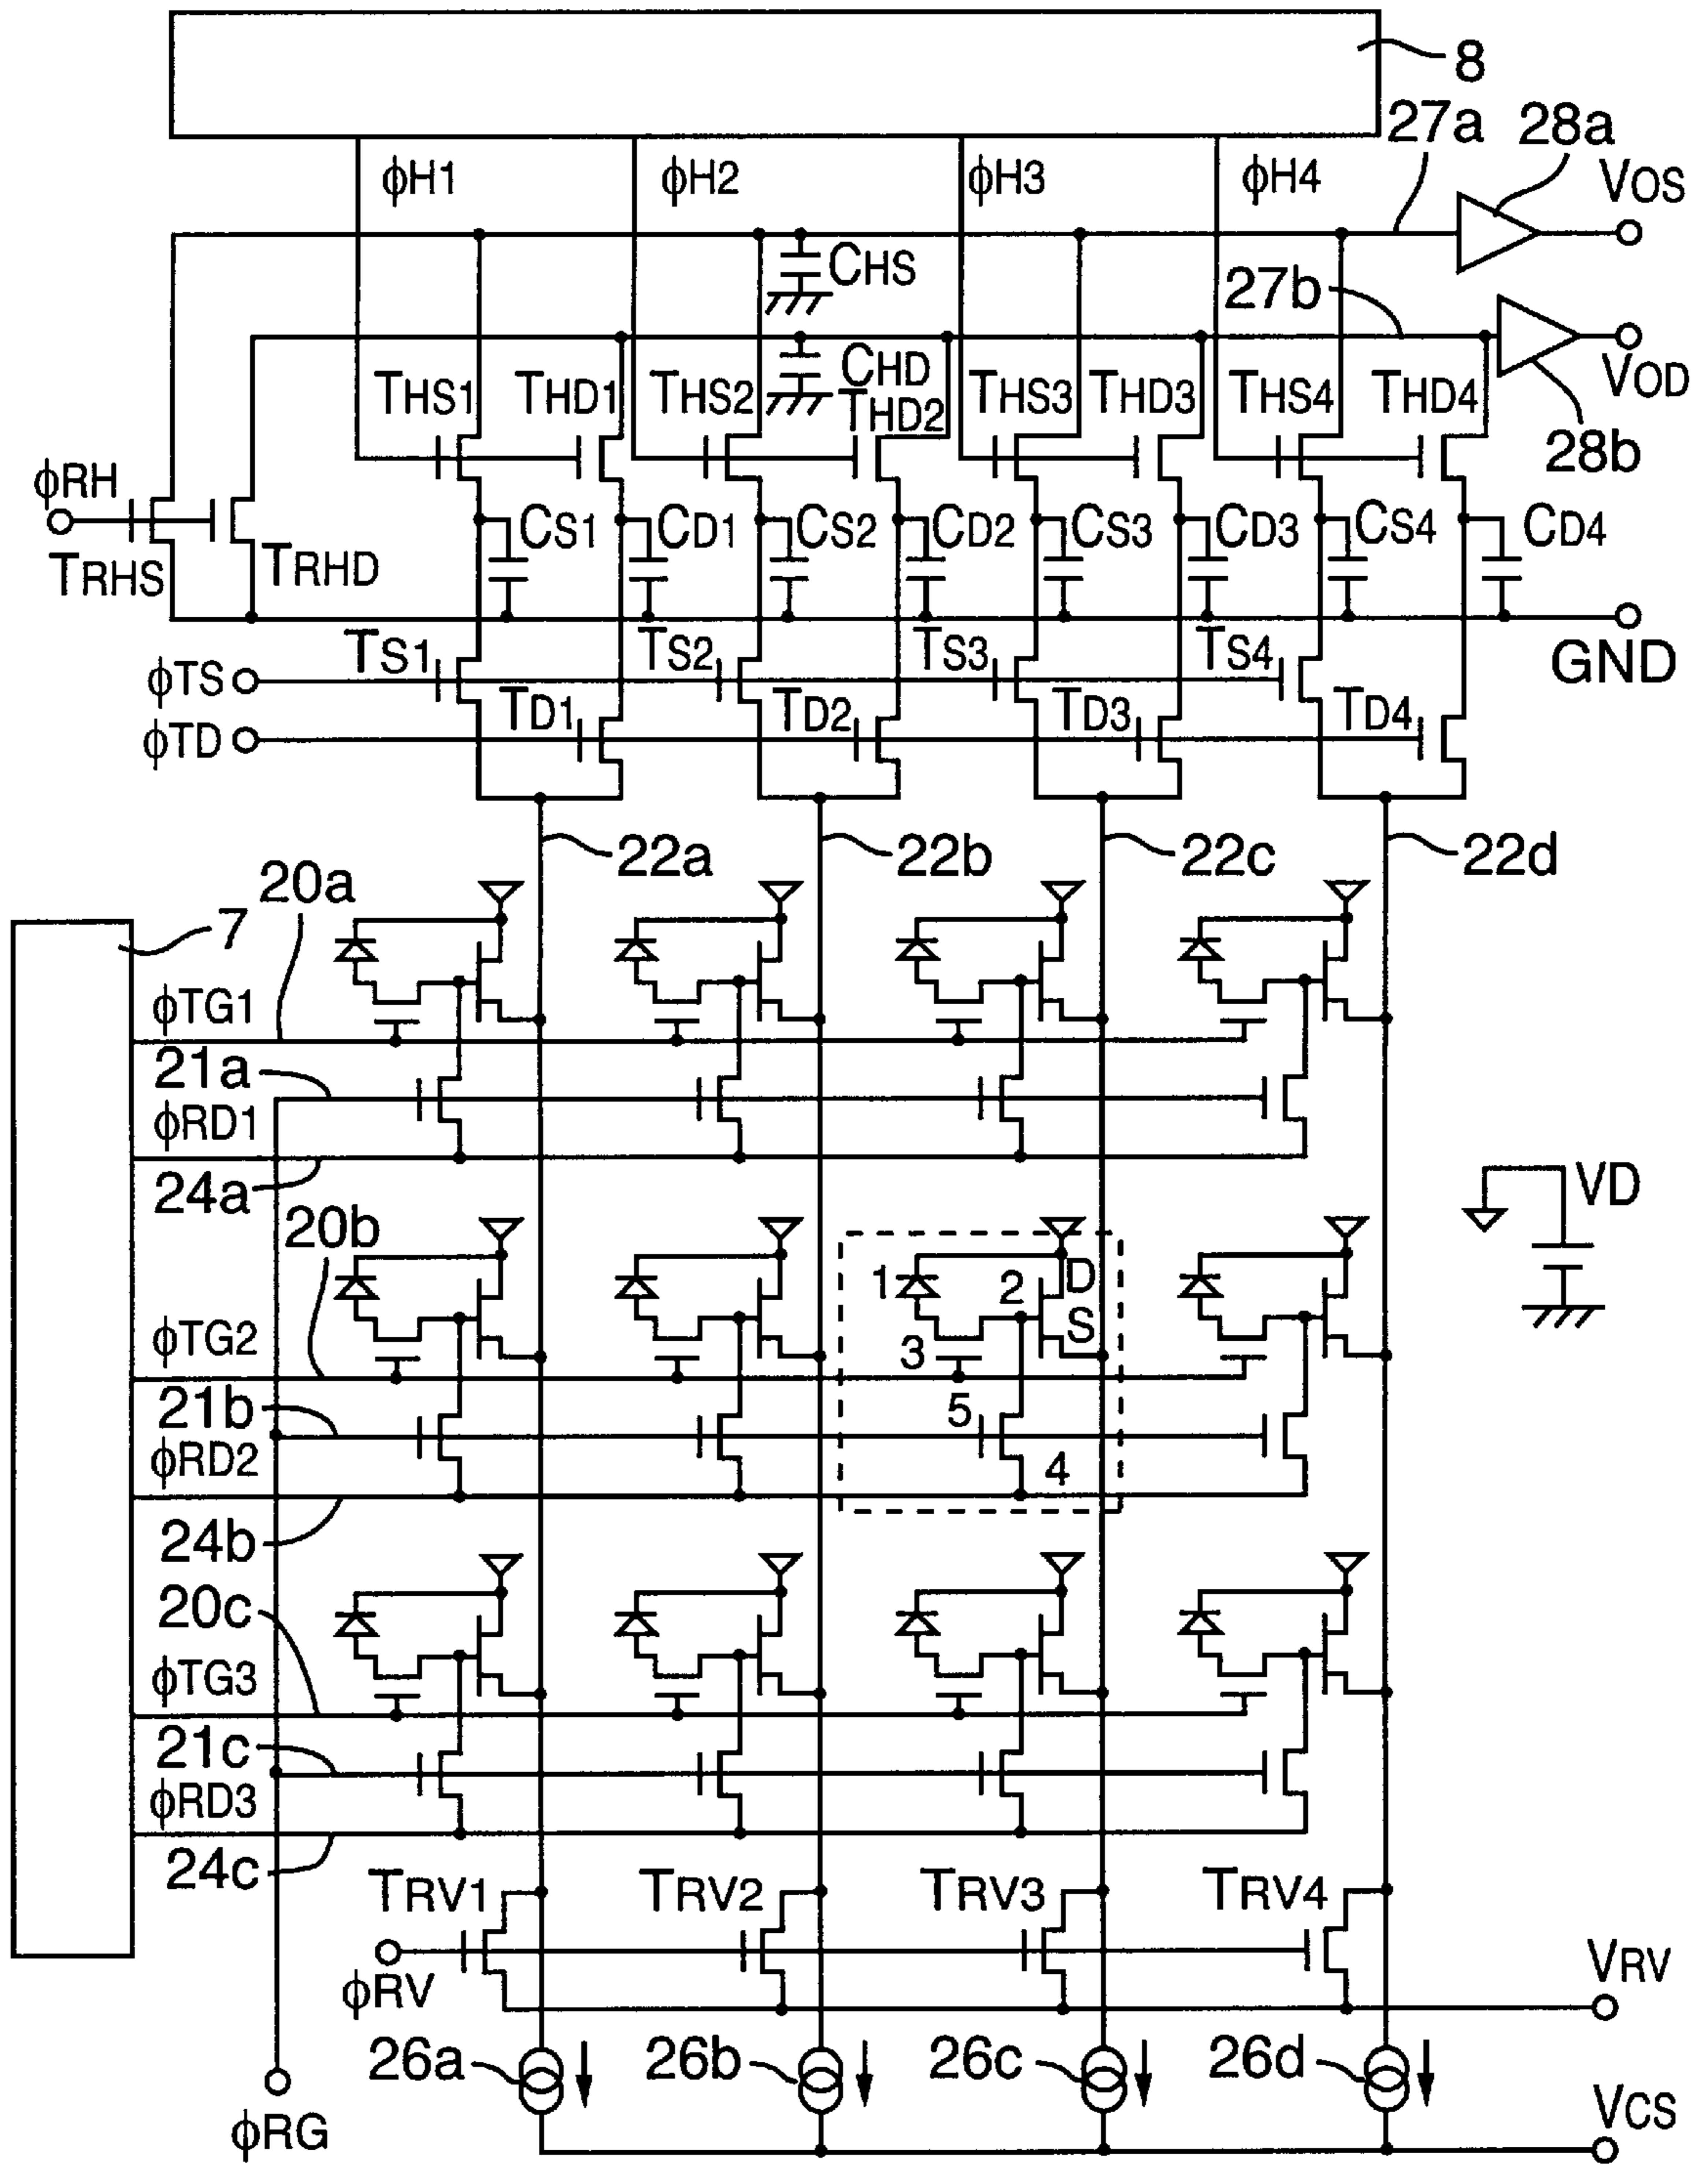 8
27a 28a
ϕH1 ϕH2 ϕH3 ϕH4 VOS
CHS 27b
THS1 THD1 THS2 CHD THD2 THS3 THD3 THS4 THD4 VOD
28b
ϕRH
CS1 CD1 CS2 CD2 CS3 CD3 CS4 CD4
TRHS TRHD
TS1 TS2 TS3 TS4 GND
ϕTS
TD1 TD2 TD3 TD4
ϕTD
22a 22b 22c 22d
20a
7
ϕTG1
21a
ϕRD1
24a VD
20b
1 2 D
S
ϕTG2 3
21b 5
ϕRD2 4
24b
20c
ϕTG3
21c
ϕRD3
24c
TRV1 TRV2 TRV3 TRV4
ϕRV VRV
26a 26b 26c 26d
ϕRG VCS